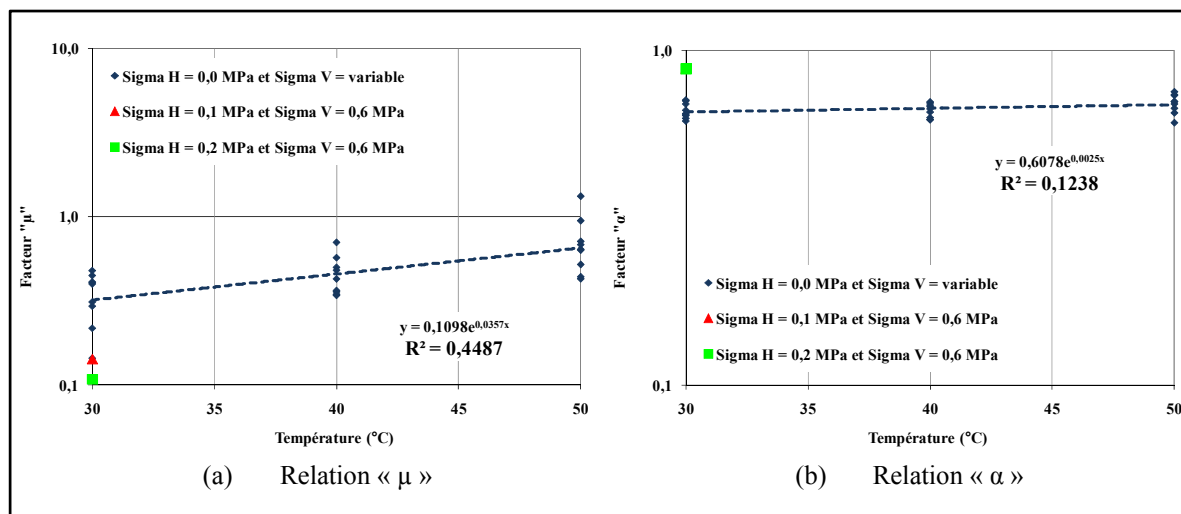 10,0
1,0
0,1
Facteur "µ"
Sigma H = 0,0 MPa et Sigma V = variable
Sigma H = 0,1 MPa et Sigma V = 0,6 MPa
Sigma H = 0,2 MPa et Sigma V = 0,6 MPa
y = 0,1098e^0,0357x
R² = 0,4487
30 35 40 45 50
Température (°C)
(a) Relation « µ »
1,0
0,1
Facteur "α"
y = 0,6078e^0,0025x
R² = 0,1238
Sigma H = 0,0 MPa et Sigma V = variable
Sigma H = 0,1 MPa et Sigma V = 0,6 MPa
Sigma H = 0,2 MPa et Sigma V = 0,6 MPa
30 35 40 45 50
Température (°C)
(b) Relation « α »